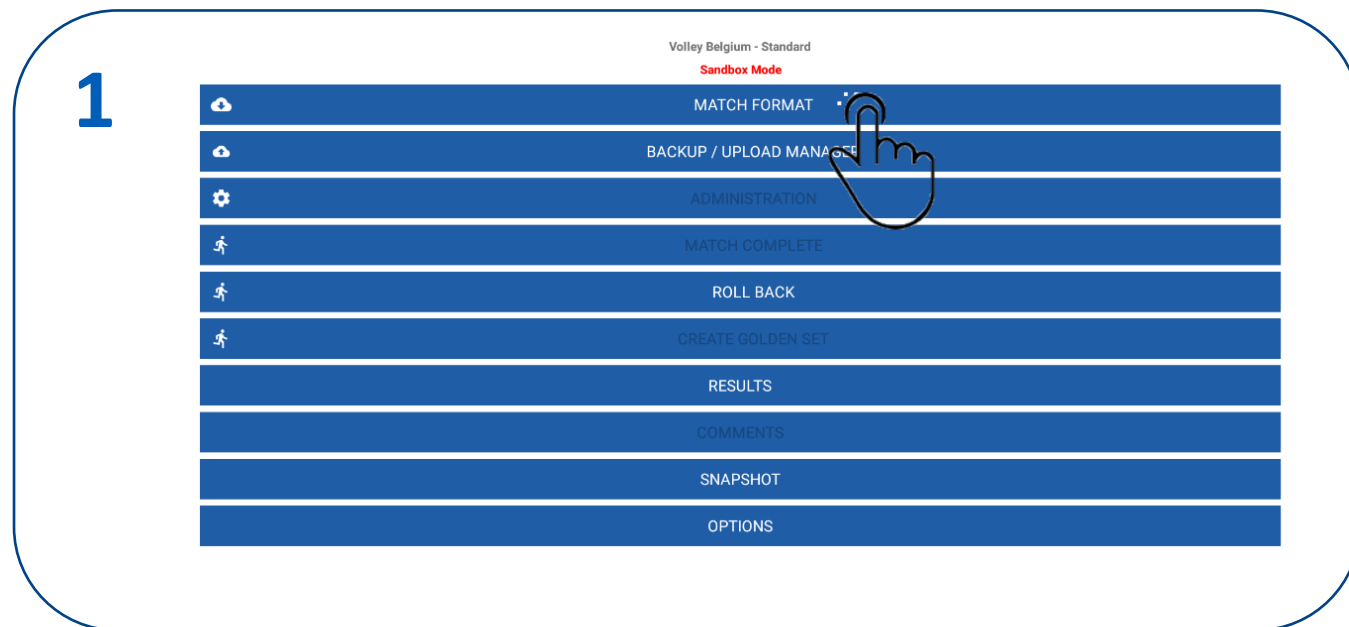 Volley Belgium - Standard
Sandbox Mode
1
MATCH FORMAT
BACKUP / UPLOAD MANAGER
ADMINISTRATION
MATCH COMPLETE
ROLL BACK
CREATE GOLDEN SET
RESULTS
COMMENTS
SNAPSHOT
OPTIONS